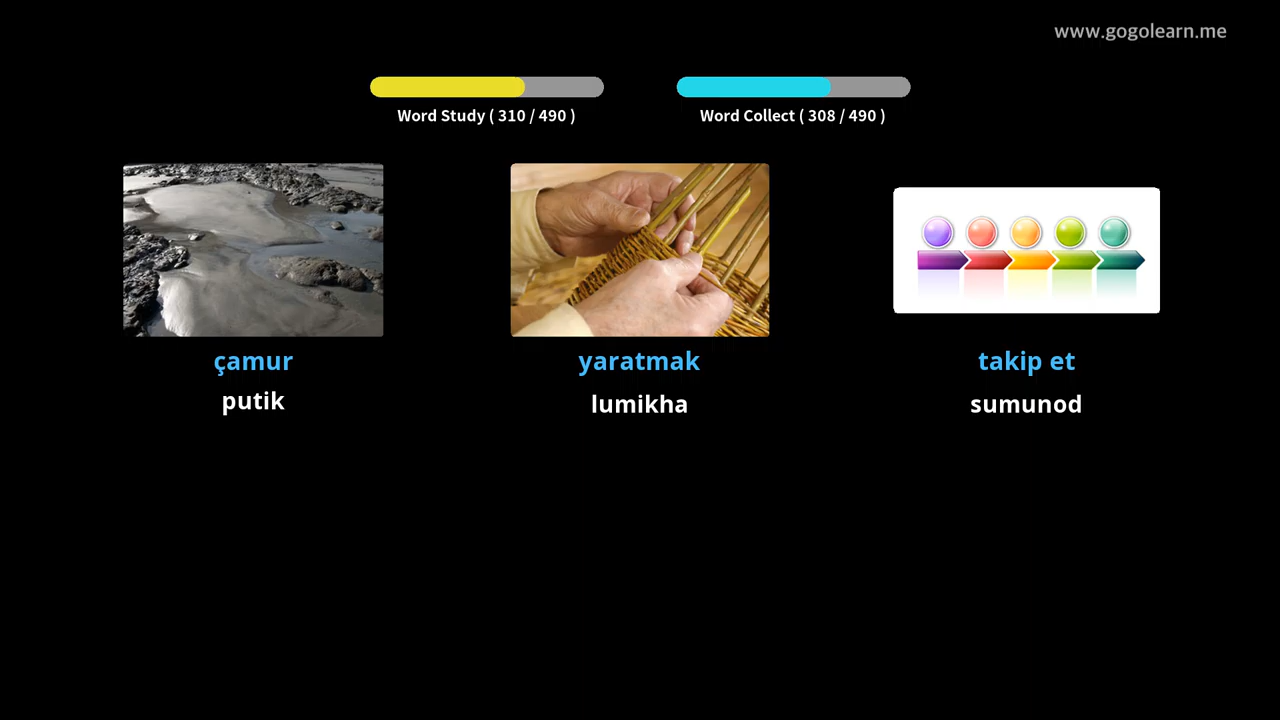 www.gogolearn.me
Word Study ( 310 / 490 )
Word Collect ( 308 / 490 )
çamur
putik
yaratmak
lumikha
takip et
sumunod